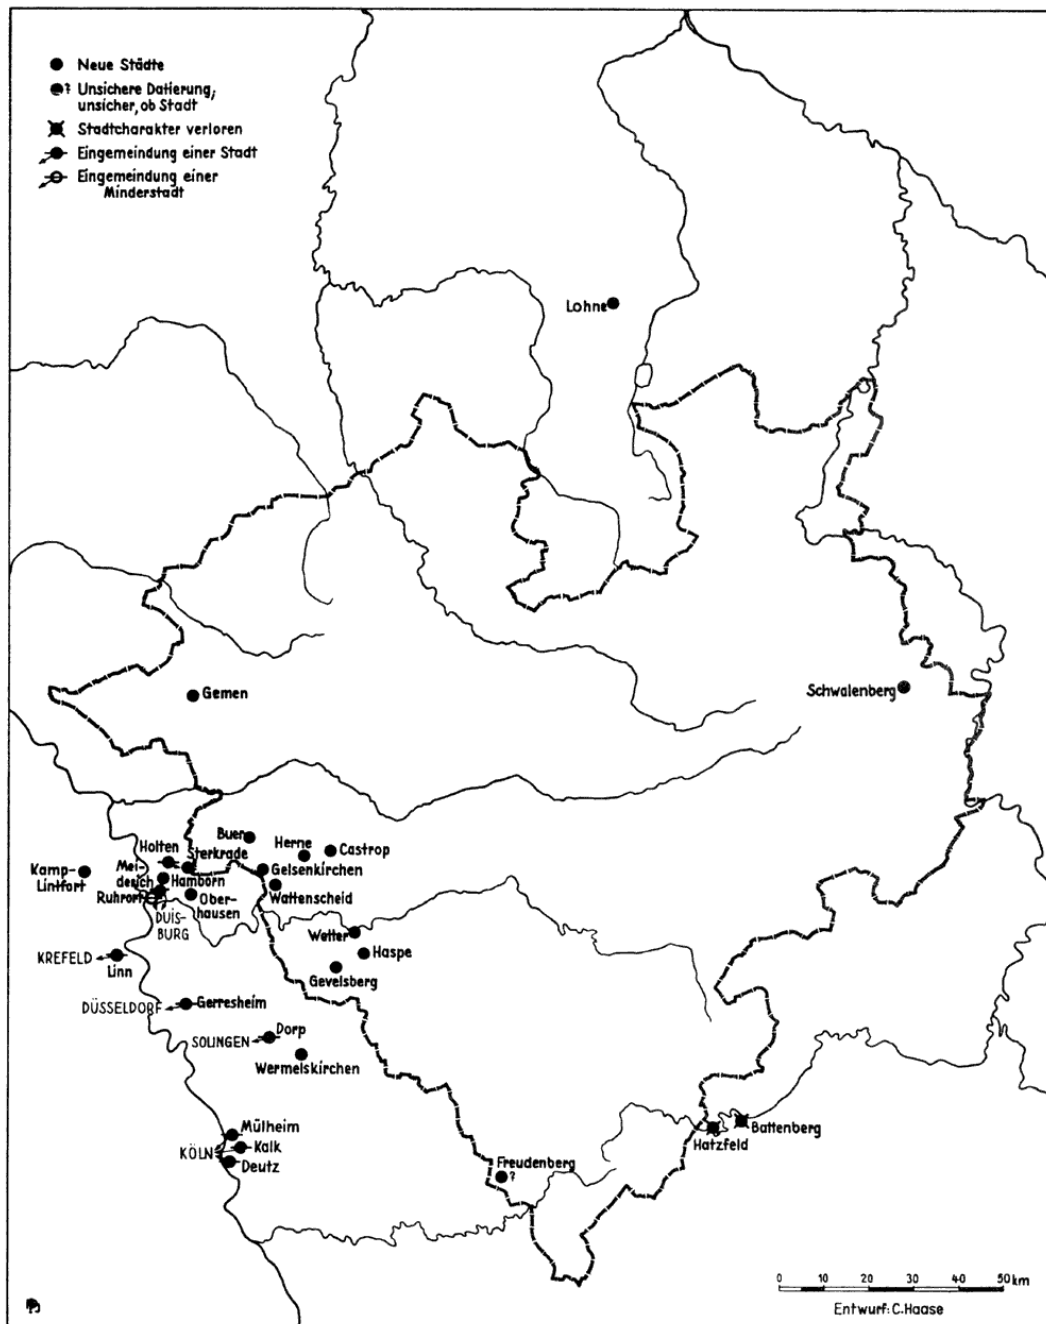 Neue Städte
? Unsichere Datierung;
unsicher, ob Stadt
Stadtcharakter verloren
Eingemeindung einer Stadt
Eingemeindung einer
Minderstadt
Lohne
Gemen
Schwalenberg
Buer
Herne
Castrop
Holten
Sterkrade
Gelsenkirchen
Kamp-
Lintfort
Mei-
derich
Hamborn
Wattenscheid
Ruhrort
Ober-
hausen
DUIS-
BURG
Wetter
Haspe
KREFELD
Linn
Gevelsberg
DÜSSELDORF
Gerresheim
SOLINGEN
Dorp
Wermelskirchen
Mülheim
KÖLN
Kalk
Deutz
Hatzfeld
Battenberg
Freudenberg
?
0 10 20 30 40 50 km
Entwurf: C. Haase